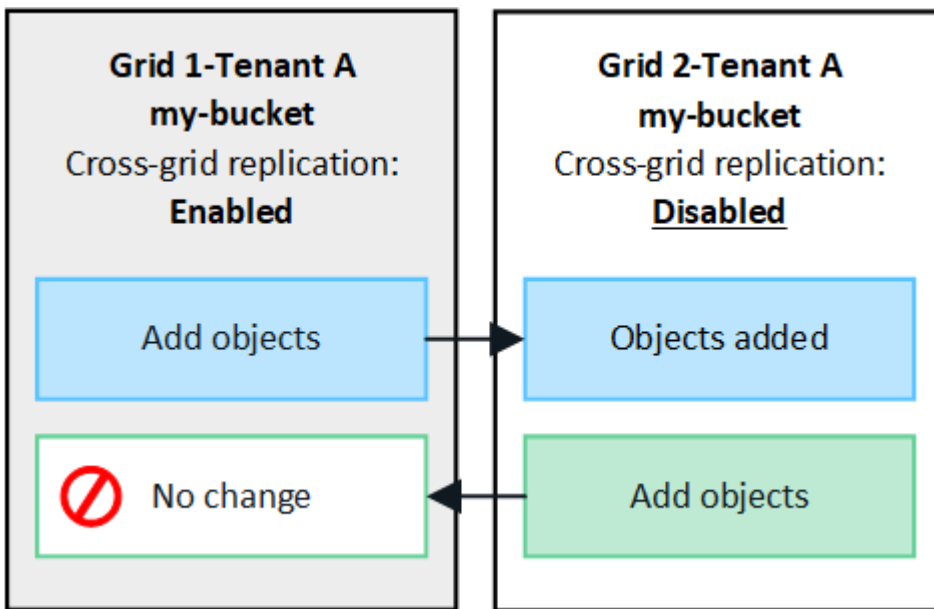 Grid 1-Tenant A
my-bucket
Cross-grid replication:
Enabled
Add objects
No change
Grid 2-Tenant A
my-bucket
Cross-grid replication:
Disabled
Objects added
Add objects